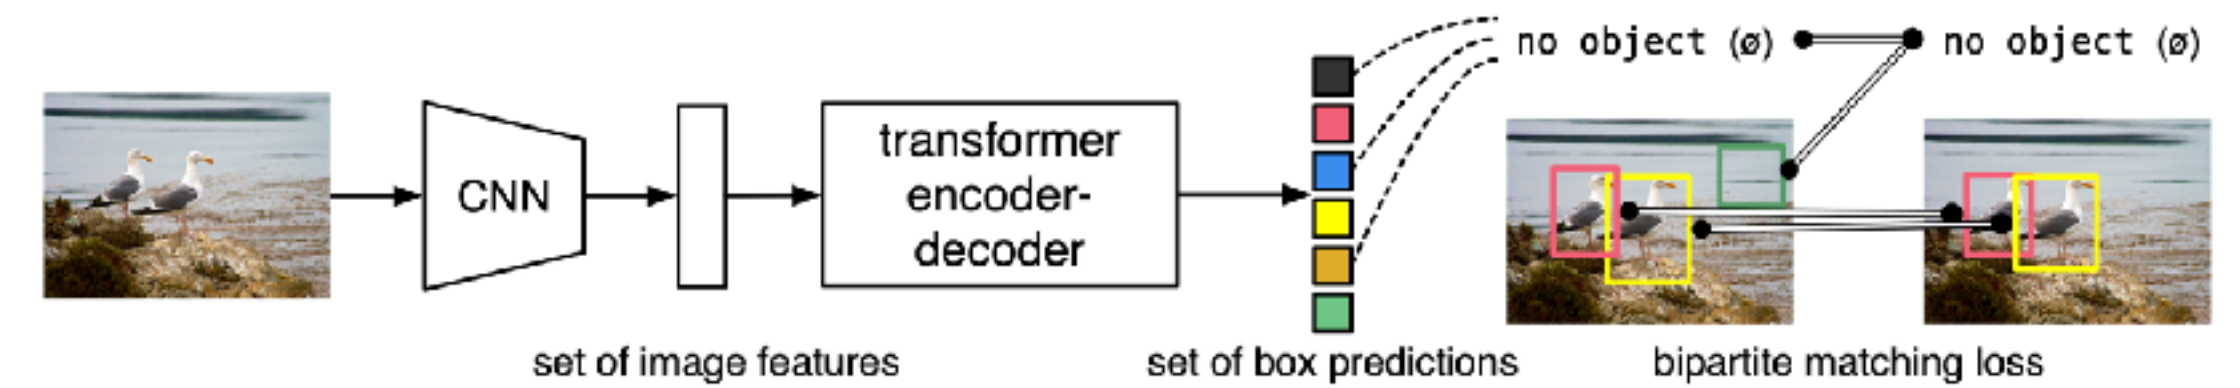 no object (ø)
no object (ø)
CNN
transformer
encoder-
decoder
set of image features
set of box predictions
bipartite matching loss